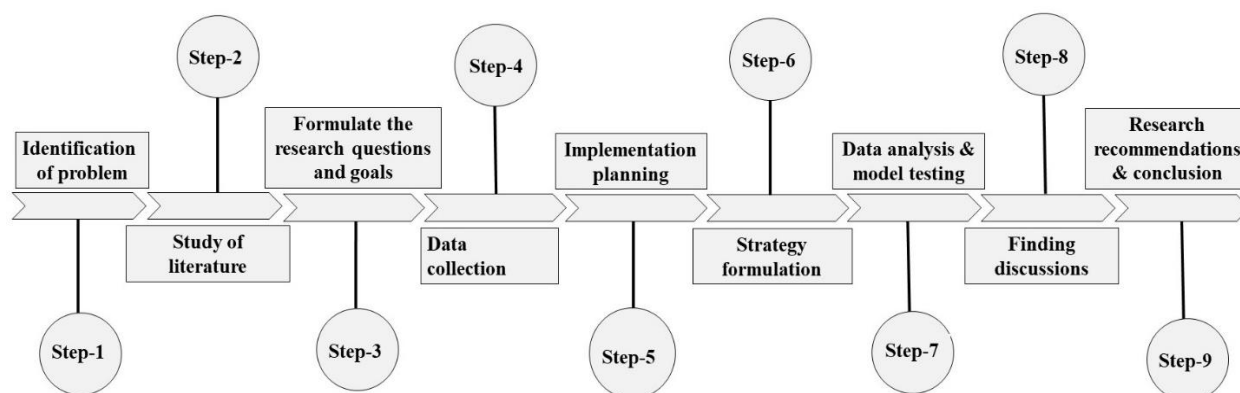 Step-2
Step-4
Step-6
Step-8
Identification
of problem
Formulate the
research questions
and goals
Implementation
planning
Data analysis &
model testing
Research
recommendations
& conclusion
Study of
literature
Data
collection
Strategy
formulation
Finding
discussions
Step-1
Step-3
Step-5
Step-7
Step-9